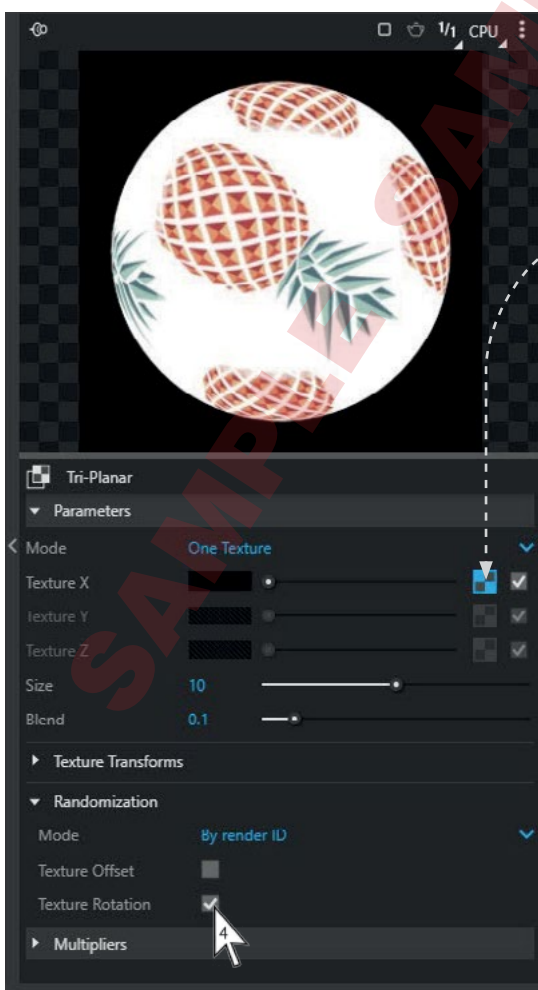 1/1 CPU
SAMPLE SAM
Tri-Planar
Parameters
Mode One Texture
Texture X
Texture Y
Texture Z
Size 10
Blend 0.1
Texture Transforms
Randomization
Mode By render ID
Texture Offset
Texture Rotation
4
Multipliers